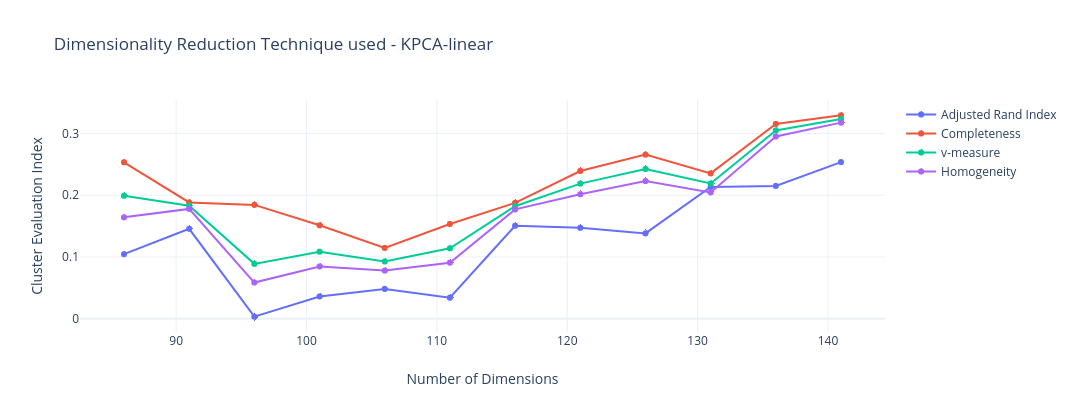 Dimensionality Reduction Technique used - KPCA-linear
Cluster Evaluation Index
0.3
0.2
0.1
0
90
100
110
120
130
140
Number of Dimensions
Adjusted Rand Index
Completeness
v-measure
Homogeneity